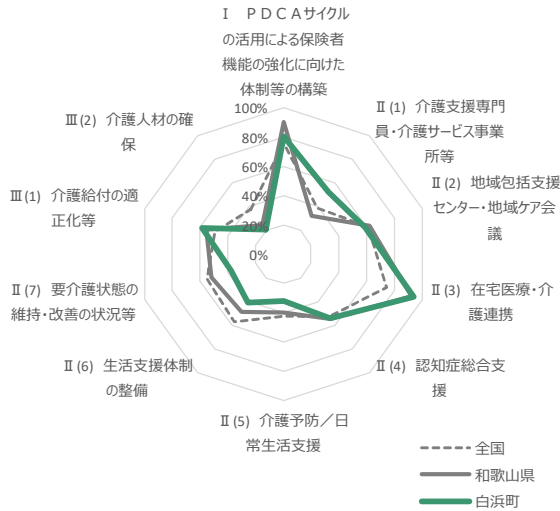 Ⅰ　ＰＤＣＡサイクル
の活用による保険者
機能の強化に向けた
体制等の構築
Ⅱ(1)　介護支援専門
員・介護サービス事業
所等
Ⅱ(2)　地域包括支援
センター・地域ケア会
議
Ⅱ(3)　在宅医療・介
護連携
Ⅱ(4)　認知症総合支
援
Ⅱ(5)　介護予防／日
常生活支援
Ⅱ(6)　生活支援体制
の整備
Ⅱ(7)　要介護状態の
維持・改善の状況等
Ⅲ(1)　介護給付の適
正化等
Ⅲ(2)　介護人材の確
保
100%
80%
60%
40%
20%
0%
全国
和歌山県
白浜町